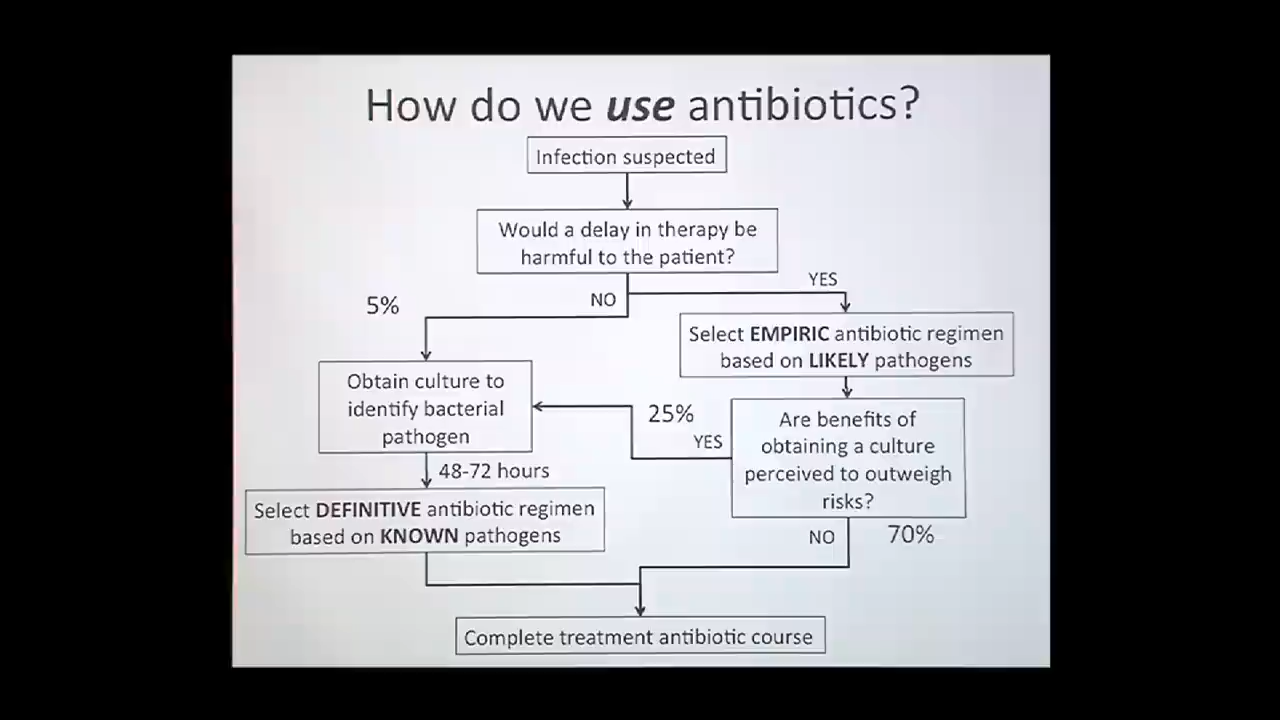 How do we use antibiotics?
Infection suspected
Would a delay in therapy be
harmful to the patient?
YES
NO
5%
Select EMPIRIC antibiotic regimen
based on LIKELY pathogens
Obtain culture to
identify bacterial
pathogen
25%
YES
Are benefits of
obtaining a culture
perceived to outweigh
risks?
48-72 hours
Select DEFINITIVE antibiotic regimen
based on KNOWN pathogens
NO
70%
Complete treatment antibiotic course